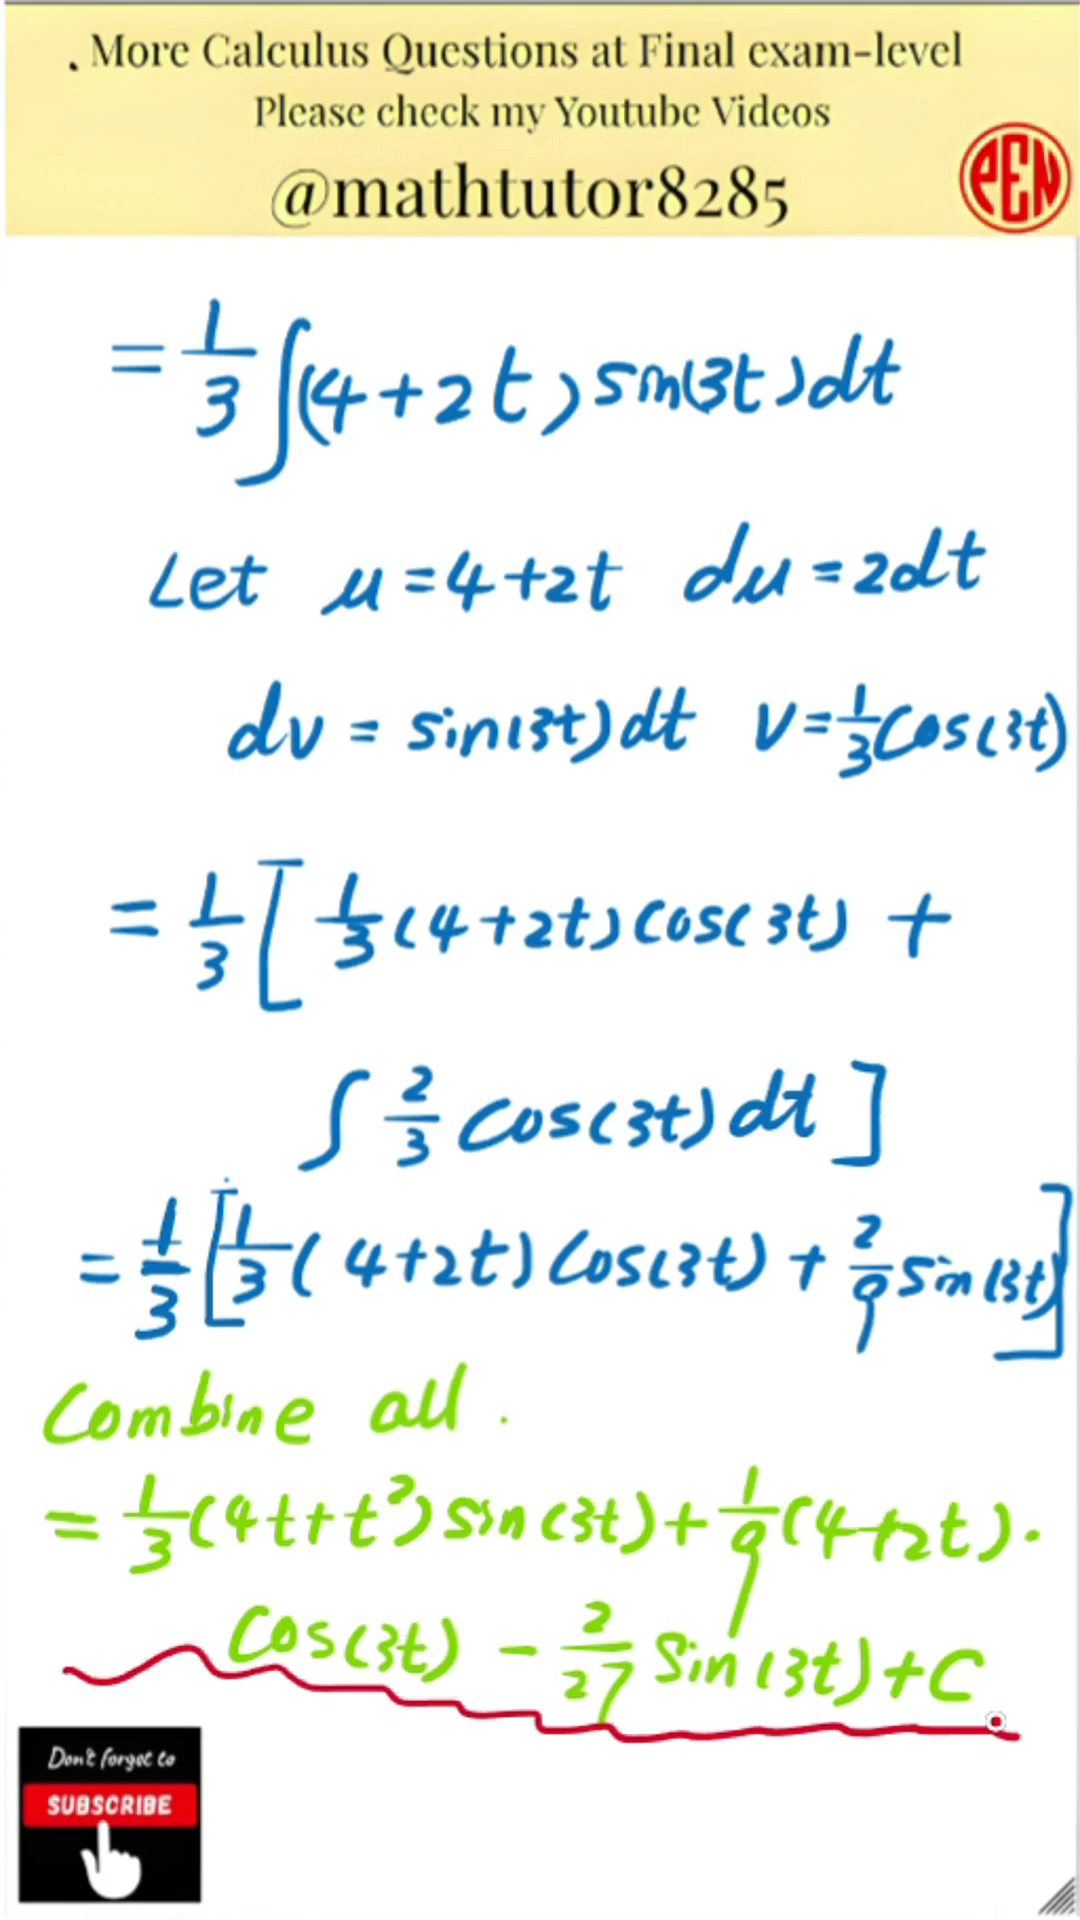 . More Calculus Questions at Final exam-level
Please check my Youtube Videos
@mathtutor8285
PEN
= 1/3 ∫(4+2t) sin(3t) dt
Let u = 4+2t du = 2dt
dv = sin(3t) dt v = 1/3 cos(3t)
= 1/3 [ 1/3 (4+2t) cos(3t) +
∫ 2/3 cos(3t) dt ]
= 1/3 [ 1/3 (4+2t) cos(3t) + 2/9 sin(3t) ]
Combine all.
= 1/3 (4t+t²) sin(3t) + 1/9 (4+2t).
cos(3t) - 2/27 sin(3t) + C
Don't forget to
SUBSCRIBE